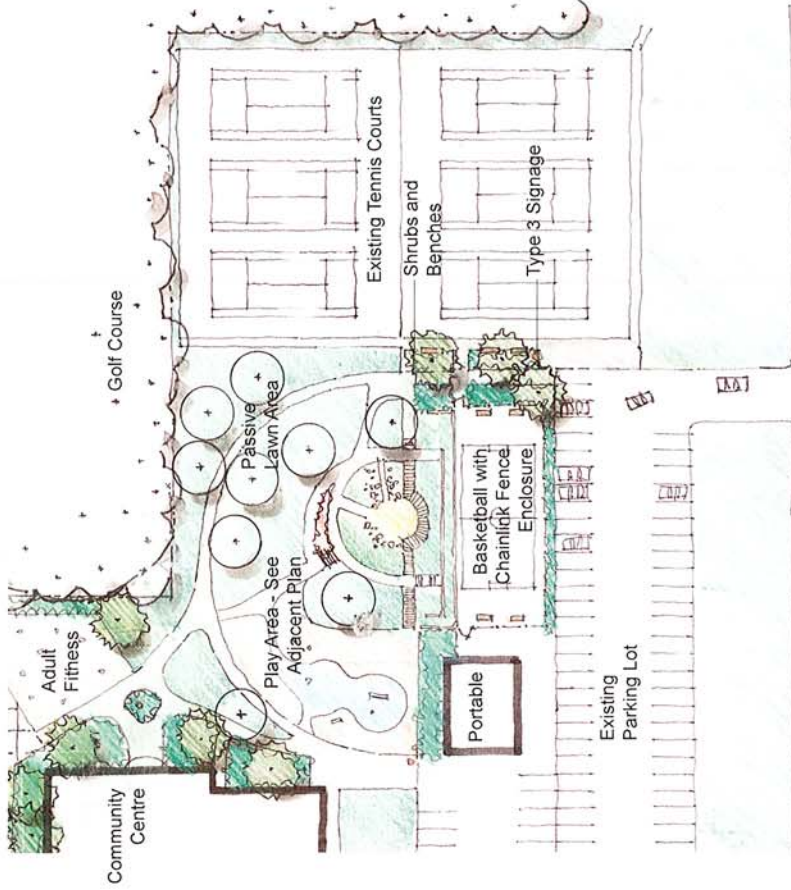 Golf Course
Existing Tennis Courts
Shrubs and
Benches
Type 3 Signage
Passive
Lawn Area
Basketball with
Chainlick Fence
Enclosure
Play Area - See
Adjacent Plan
Adult
Fitness
Portable
Existing
Parking Lot
Community
Centre